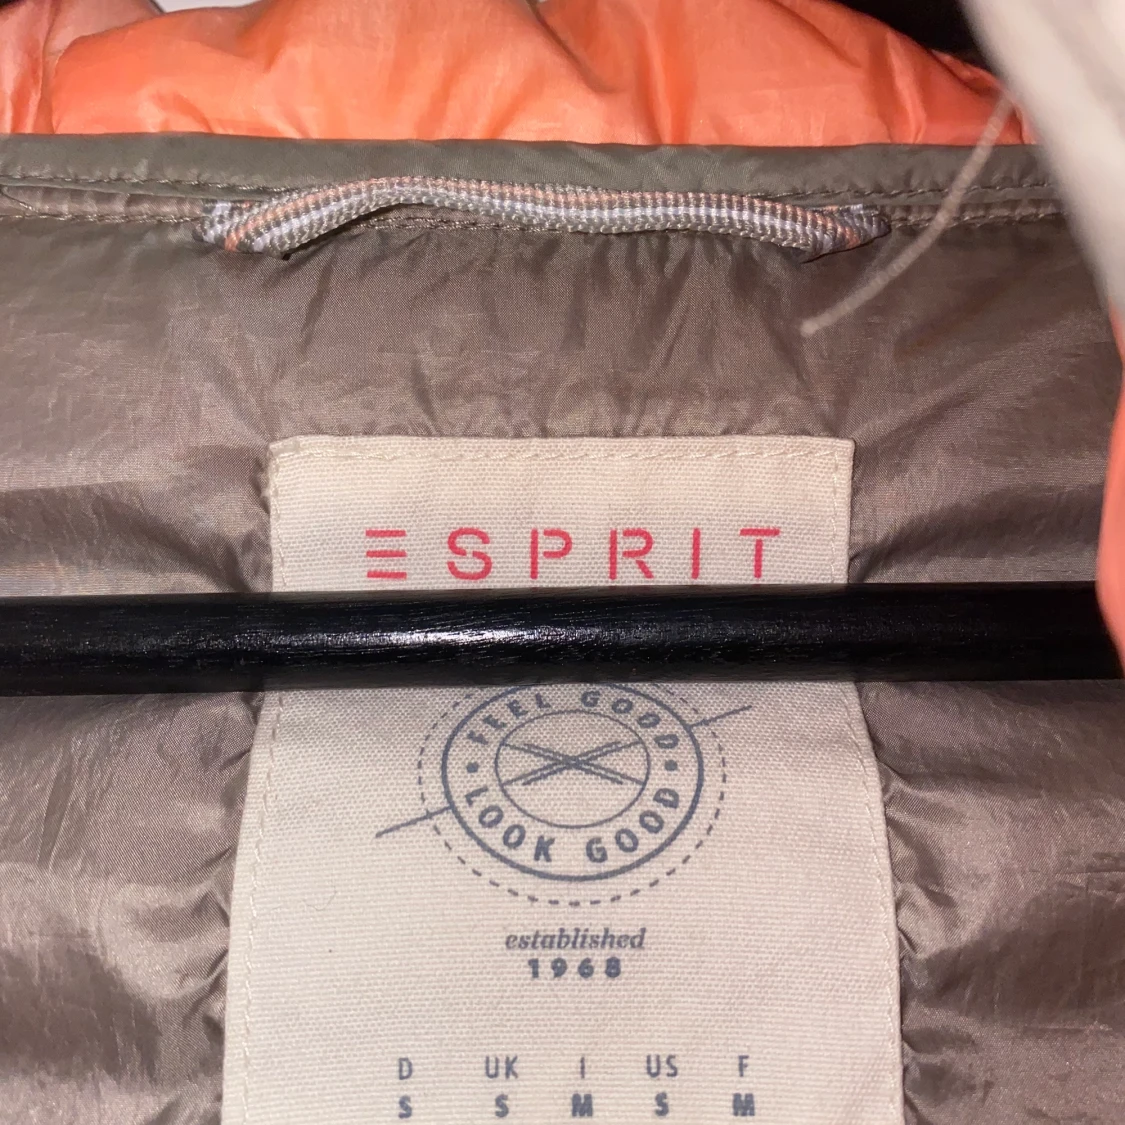 ESPRIT
FEEL GOOD
LOOK GOOD
established
1968
D UK I US F
S S M S M